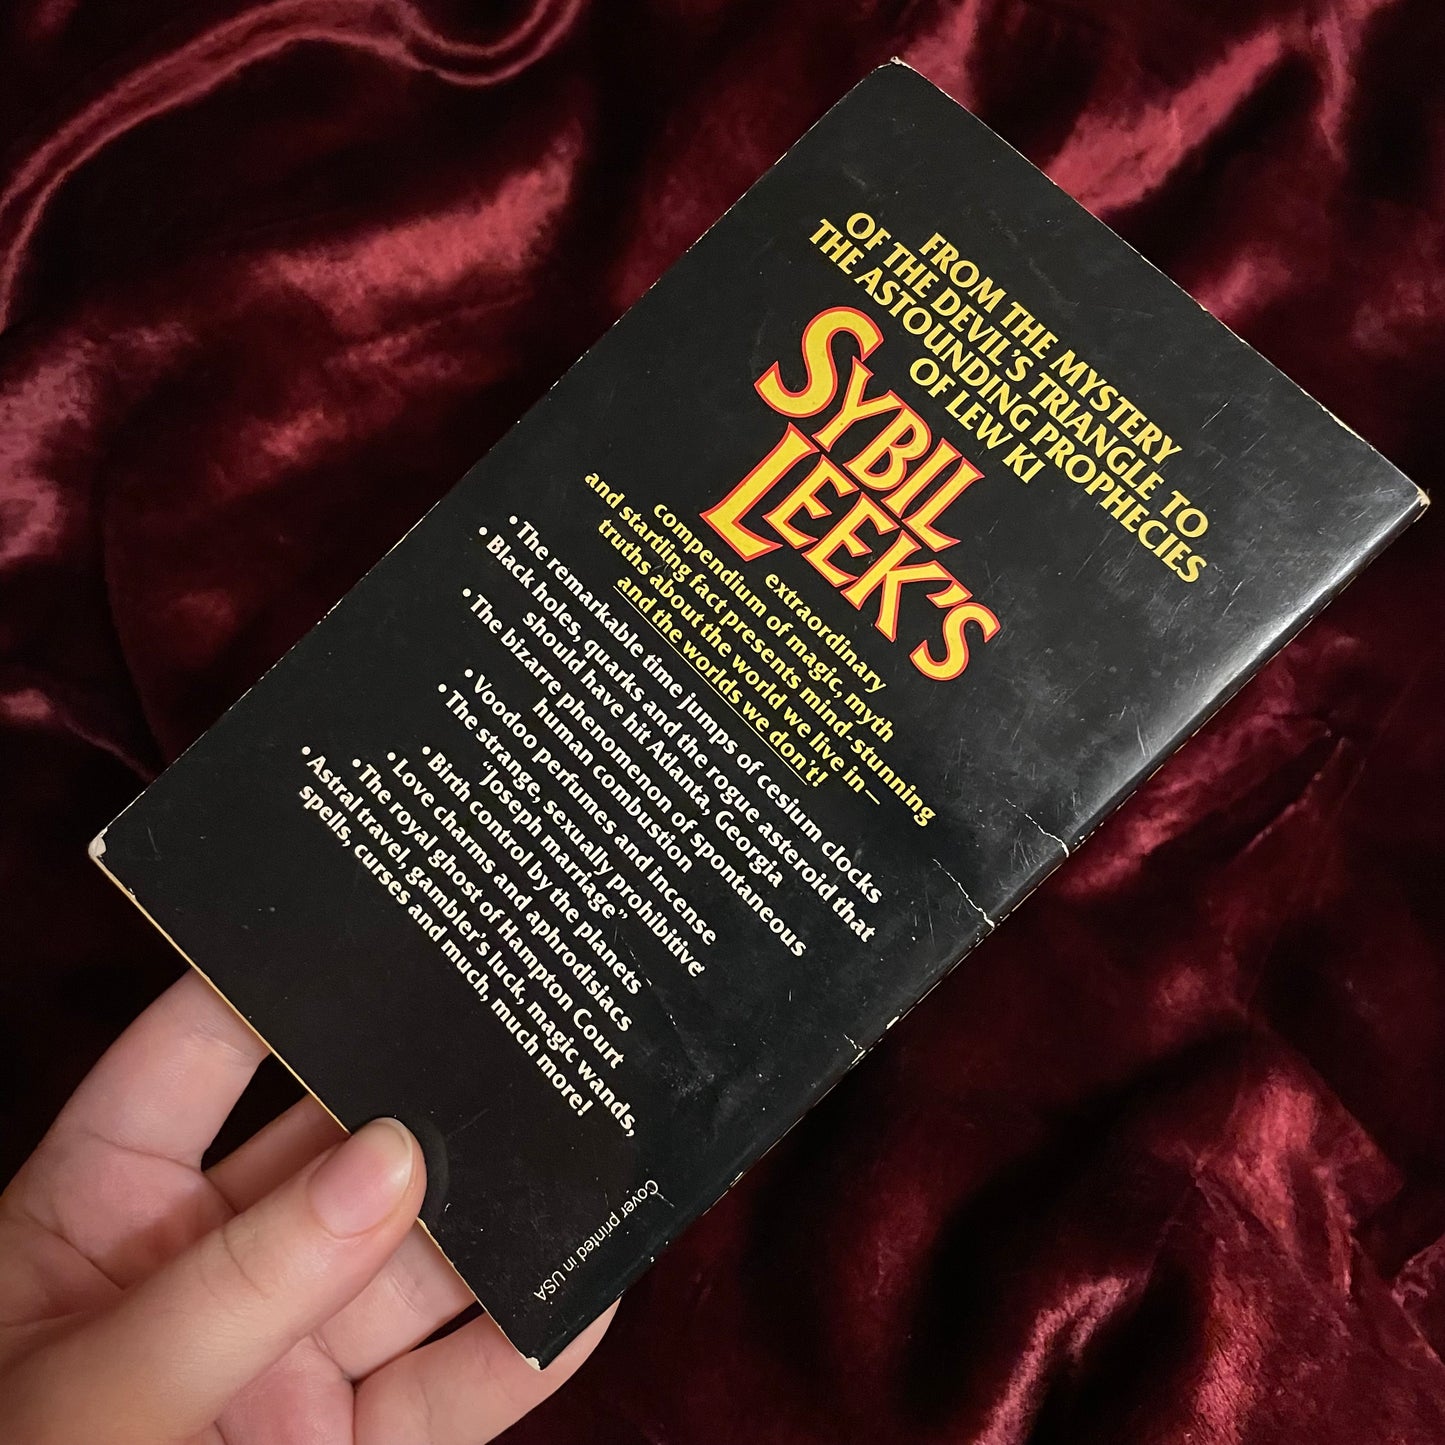 FROM THE MYSTERY
OF THE DEVIL'S TRIANGLE TO
THE ASTOUNDING PROPHECIES
OF LEW KI
SYBIL
LEEK'S
extraordinary
compendium of magic, myth
and startling fact presents mind-stunning
truths about the world we live in—
and the worlds we don't!
• The remarkable time jumps of cesium clocks
• Black holes, quarks and the rogue asteroid that
should have hit Atlanta, Georgia
• The bizarre phenomenon of spontaneous
human combustion
• Voodoo perfumes and incense
• The strange, sexually prohibitive
"Joseph marriage"
• Birth control by the planets
• Love charms and aphrodisiacs
• The royal ghost of Hampton Court
• Astral travel, gambler's luck, magic wands,
spells, curses and much, much more!
Cover printed in USA